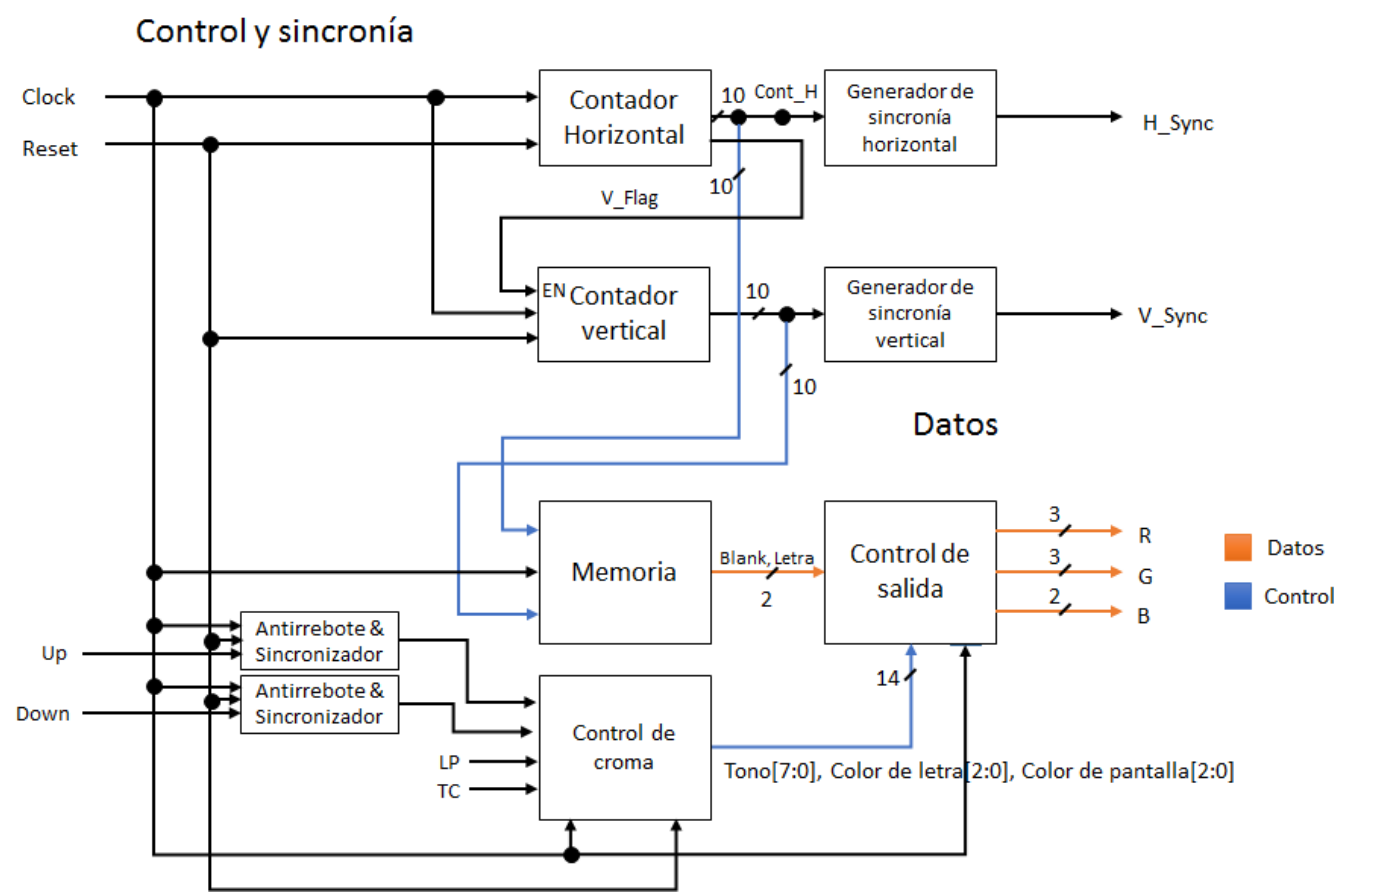 Control y sincronía
Clock
Reset
Contador
Horizontal
10
Cont_H
Generador de
sincronía
horizontal
H_Sync
10
V_Flag
EN
Contador
vertical
10
Generador de
sincronía
vertical
V_Sync
10
Datos
Memoria
Blank, Letra
2
Control de
salida
3
R
3
G
2
B
Datos
Control
Up
Antirrebote &
Sincronizador
Down
Antirrebote &
Sincronizador
14
LP
TC
Control de
croma
Tono[7:0], Color de letra[2:0], Color de pantalla[2:0]